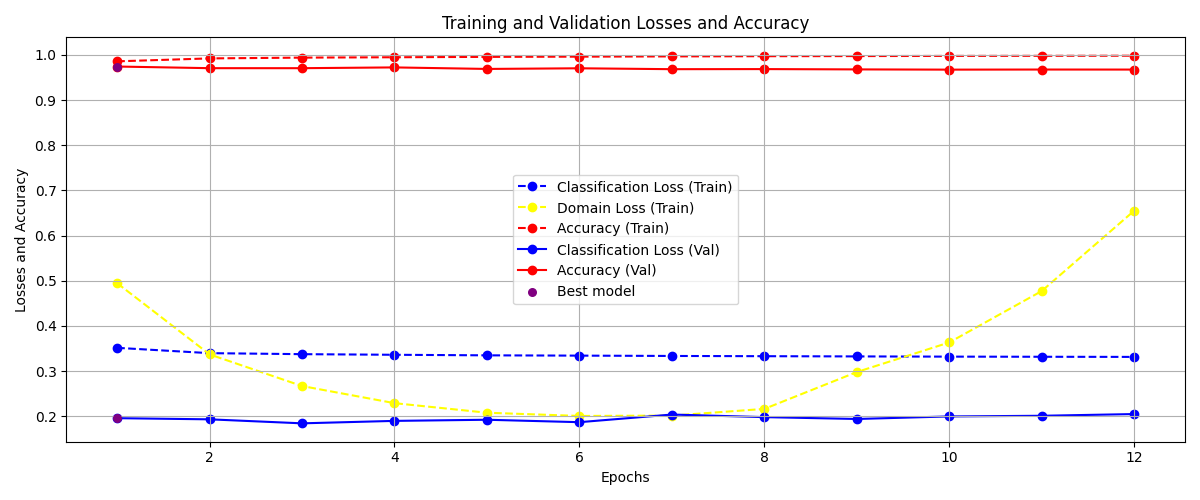 Training and Validation Losses and Accuracy
Losses and Accuracy
1.0
0.9
0.8
0.7
0.6
0.5
0.4
0.3
0.2
Classification Loss (Train)
Domain Loss (Train)
Accuracy (Train)
Classification Loss (Val)
Accuracy (Val)
Best model
2 4 6 8 10 12
Epochs